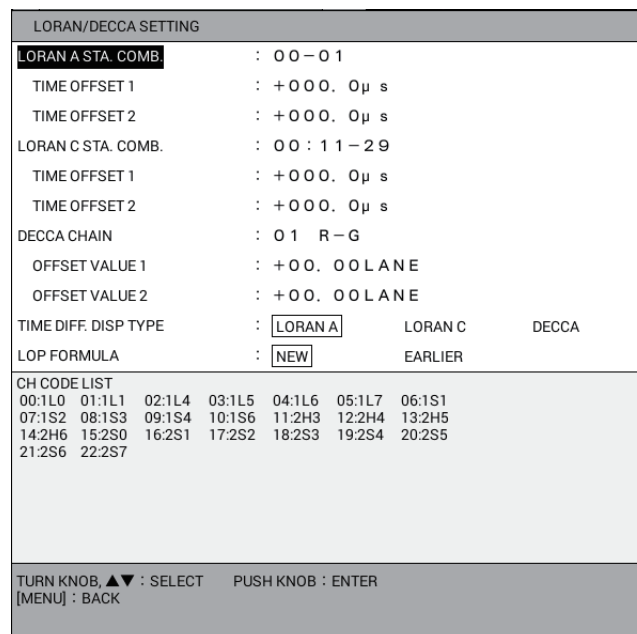 LORAN/DECCA SETTING
LORAN A STA. COMB. : 00-01
TIME OFFSET 1 : +000.0μs
TIME OFFSET 2 : +000.0μs
LORAN C STA. COMB. : 00:11-29
TIME OFFSET 1 : +000.0μs
TIME OFFSET 2 : +000.0μs
DECCA CHAIN : 01 R-G
OFFSET VALUE 1 : +00.00LANE
OFFSET VALUE 2 : +00.00LANE
TIME DIFF. DISP TYPE : LORAN A LORAN C DECCA
LOP FORMULA : NEW EARLIER
CH CODE LIST
00:1L0 01:1L1 02:1L4 03:1L5 04:1L6 05:1L7 06:1S1
07:1S2 08:1S3 09:1S4 10:1S6 11:2H3 12:2H4 13:2H5
14:2H6 15:2S0 16:2S1 17:2S2 18:2S3 19:2S4 20:2S5
21:2S6 22:2S7
TURN KNOB, ▲▼ : SELECT PUSH KNOB : ENTER
[MENU] : BACK